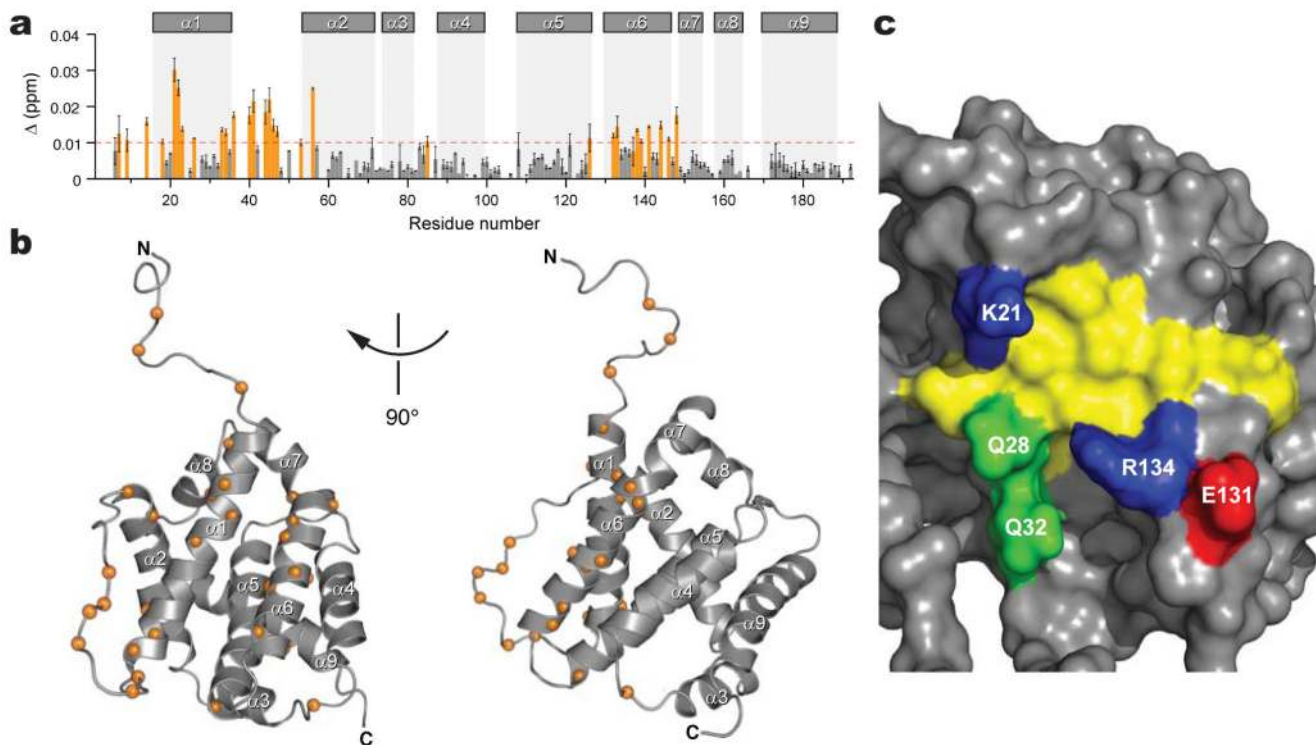 a
α1 α2 α3 α4 α5 α6 α7 α8 α9
0.04
0.03
0.02
0.01
0
Δ (ppm)
20 40 60 80 100 120 140 160 180
Residue number
b
N
α8
α7
α1
α2
α5
α4
α6
α9
α3
C
90°
N
α7
α1
α8
α6
α2
α5
α4
α9
α3
C
c
K21
Q28
R134
E131
Q32